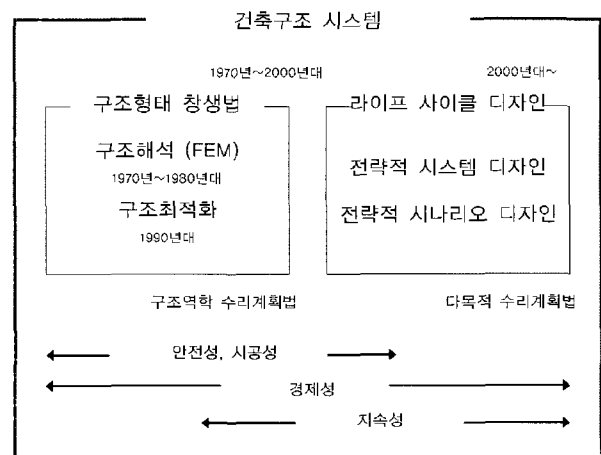 건축구조 시스템
1970년~2000년대
2000년대~
구조형태 창생법
라이프 사이클 디자인
구조해석 (FEM)
1970년~1980년대
구조최적화
1990년대
전략적 시스템 디자인
전략적 시나리오 디자인
구조역학 수리계획법
다목적 수리계획법
안전성, 시공성
경제성
지속성